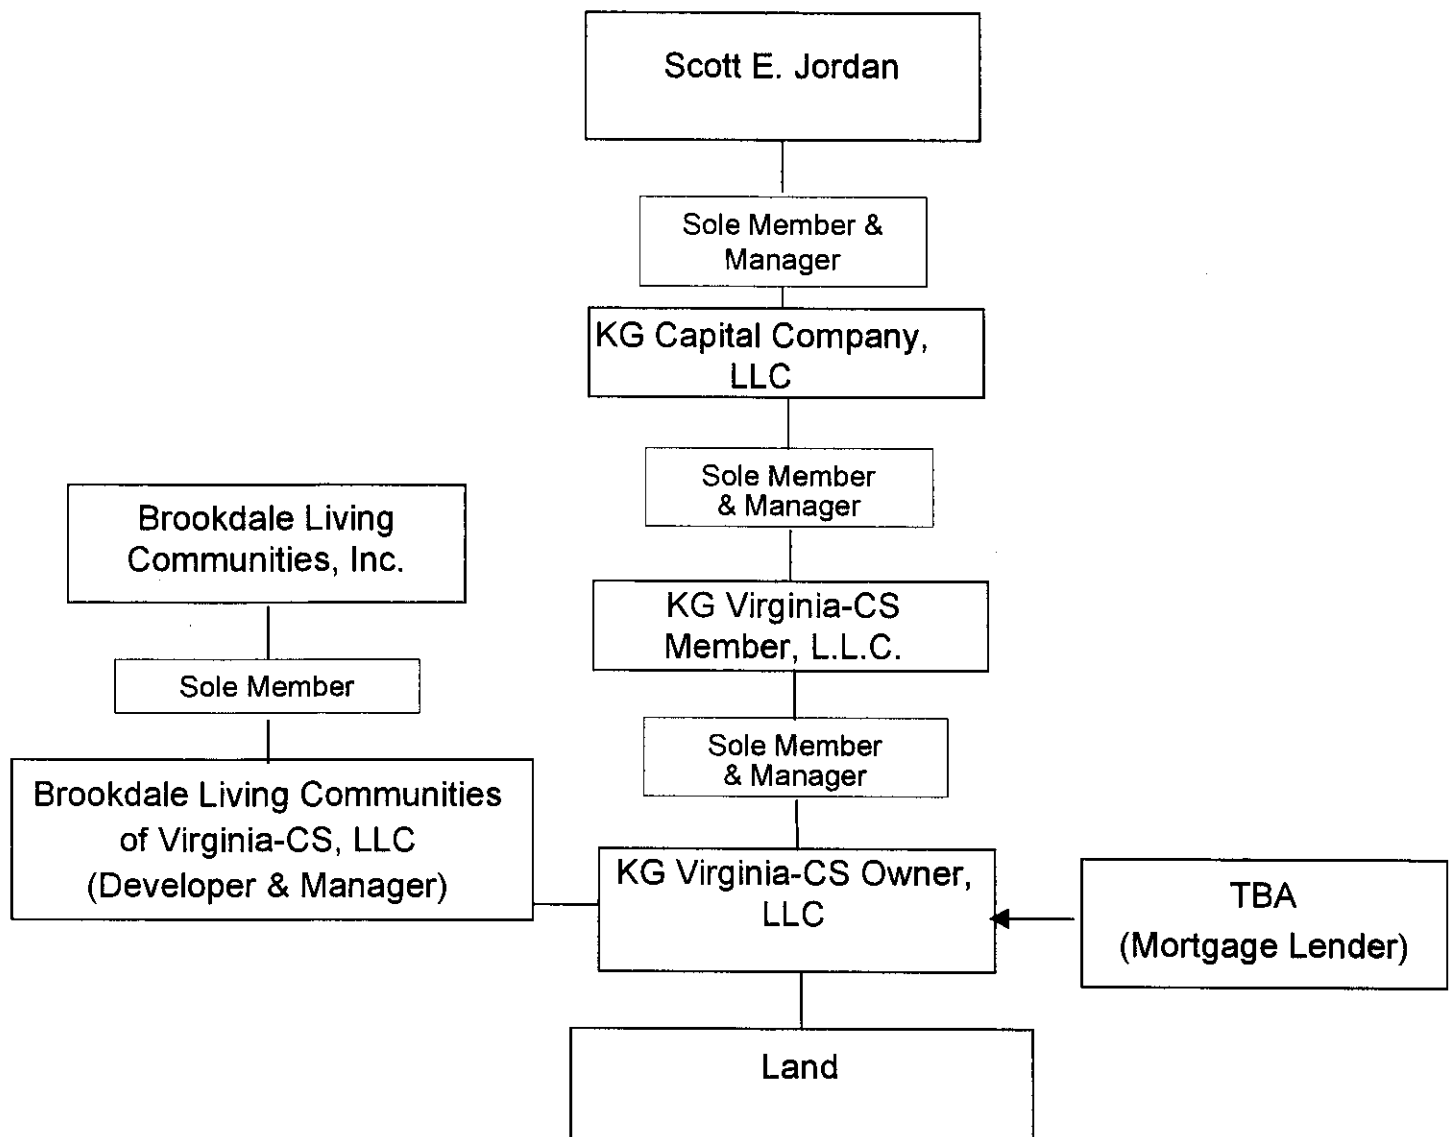 Scott E. Jordan
Sole Member &
Manager
KG Capital Company,
LLC
Sole Member
& Manager
Brookdale Living
Communities, Inc.
KG Virginia-CS
Member, L.L.C.
Sole Member
Sole Member
& Manager
Brookdale Living Communities
of Virginia-CS, LLC
(Developer & Manager)
KG Virginia-CS Owner,
LLC
TBA
(Mortgage Lender)
Land